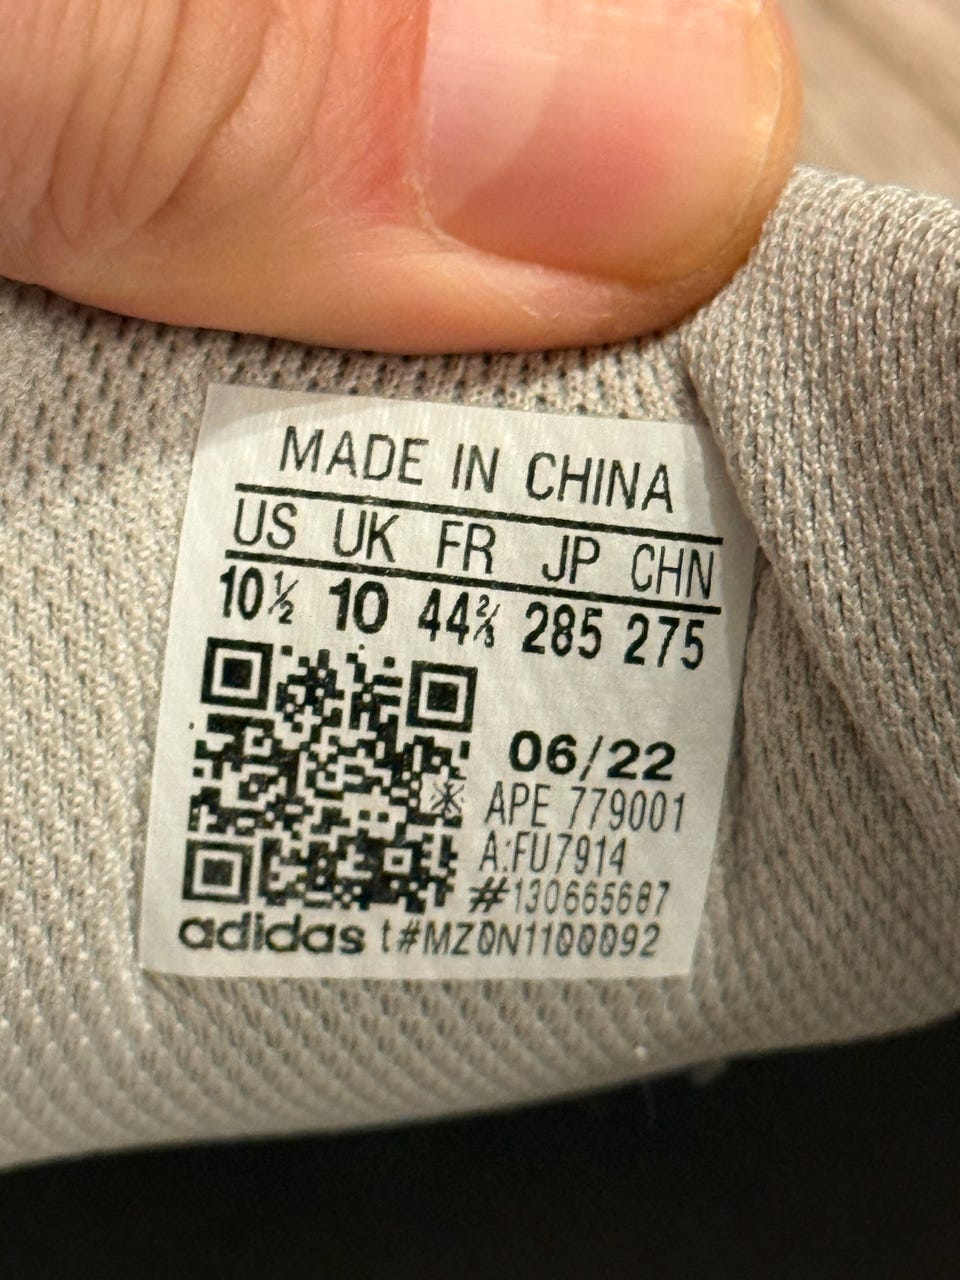 MADE IN CHINA
US UK FR JP CHN
10½ 10 44⅔ 285 275
06/22
APE 779001
A:FU7914
#130665687
adidas t#MZ0N1100092